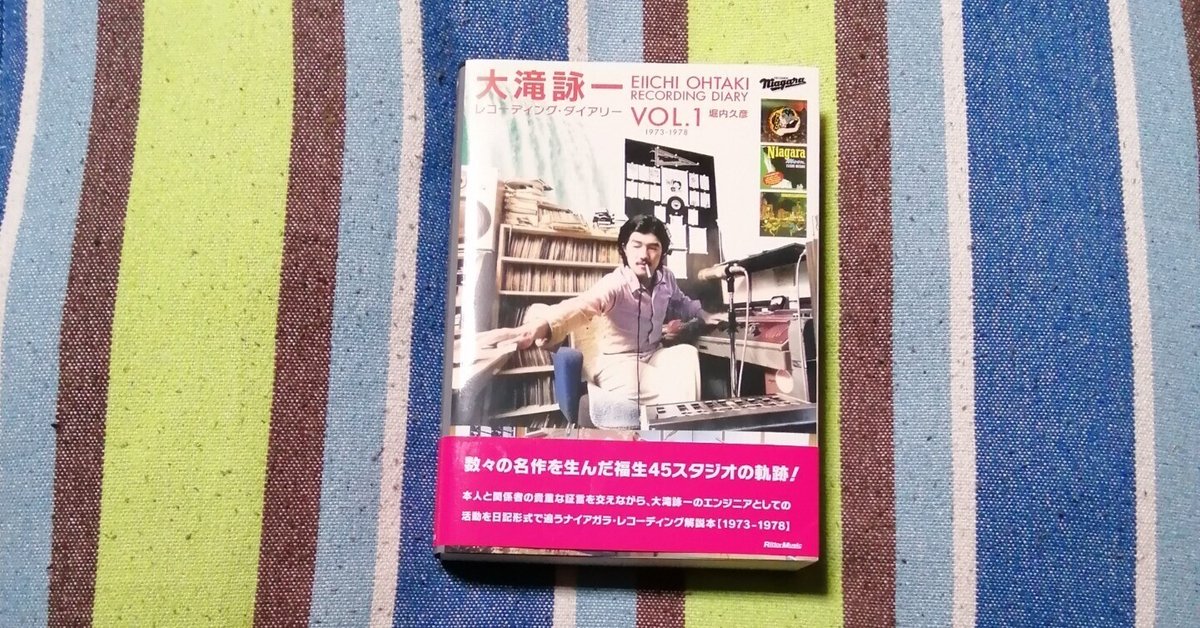 大滝詠一
レコーディング・ダイアリー
EIICHI OHTAKI
RECORDING DIARY
VOL.1
堀内久彦
1973-1978
Niagara
Niagara
数々の名作を生んだ福生45スタジオの軌跡!
本人と関係者の貴重な証言を交えながら、大滝詠一のエンジニアとしての
活動を日記形式で追うナイアガラ・レコーディング解説本[1973-1978]
RittorMusic